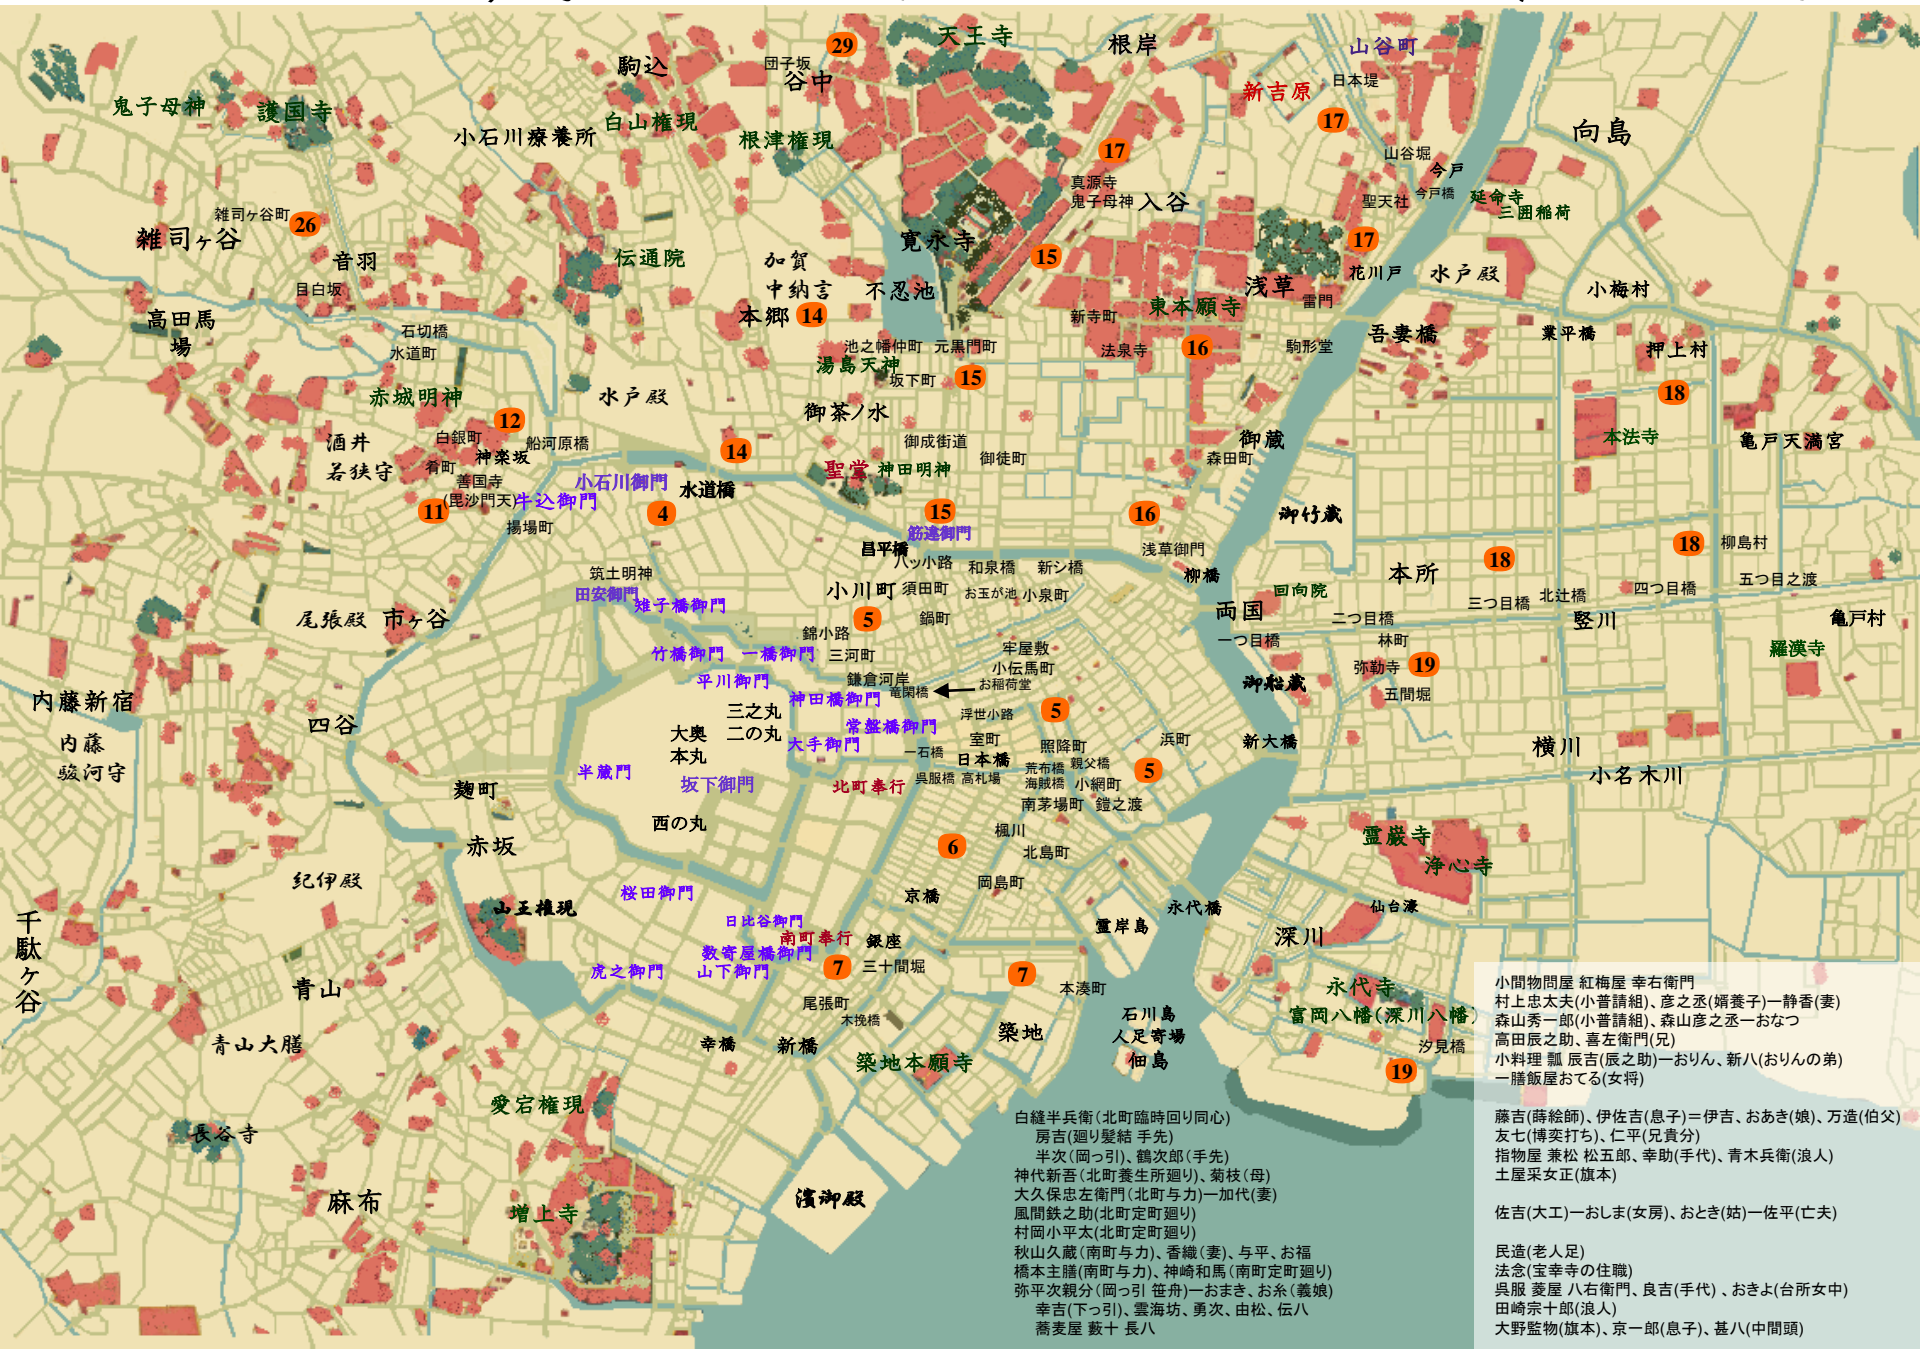 天王寺
根岸
山谷町
29
団子坂
谷中
駒込
日本堤
新吉原
17
鬼子母神
護国寺
白山権現
小石川療養所
根津権現
向島
17
山谷堀
今戸
真源寺
鬼子母神
入谷
聖天社
今戸橋
延命寺
三囲稲荷
雑司ヶ谷町
26
雑司ヶ谷
音羽
寛永寺
17
伝通院
加賀
中納言
15
花川戸
水戸殿
目白坂
不忍池
浅草
雷門
小梅村
東本願寺
本郷
14
新寺町
高田馬
場
石切橋
水道町
吾妻橋
業平橋
押上村
池之幡仲町
元黒門町
法泉寺
16
駒形堂
湯島天神
坂下町
15
18
赤城明神
水戸殿
御茶ノ水
12
酒井
若狭守
白銀町
船河原橋
神楽坂
肴町
善国寺
(毘沙門天)
14
御成街道
御徒町
御蔵
森田町
本法寺
亀戸天満宮
聖堂
神田明神
小石川御門
水道橋
牛込御門
11
4
15
16
揚場町
筋違御門
御竹蔵
昌平橋
八ッ小路
和泉橋
新シ橋
浅草御門
柳橋
18
18
柳島村
本所
筑土明神
田安御門
雉子橋御門
小川町
須田町
お玉が池
小泉町
回向院
両国
北辻橋
四つ目橋
五つ目之渡
三つ目橋
二つ目橋
竪川
亀戸村
尾張殿
市ヶ谷
5
鍋町
錦小路
一つ目橋
林町
竹橋御門
一橋御門
三河町
牢屋敷
小伝馬町
弥勒寺
19
羅漢寺
平川御門
鎌倉河岸
竜閑橋
お稲荷堂
御船蔵
五間堀
内藤新宿
神田橋御門
四谷
三之丸
二の丸
大奥
本丸
常盤橋御門
浮世小路
5
大手御門
室町
照降町
浜町
新大橋
横川
内藤
駿河守
一石橋
日本橋
荒布橋
親父橋
5
小名木川
半蔵門
坂下御門
北町奉行
呉服橋
高札場
海賊橋
小網町
麹町
南茅場町
鎧之渡
西の丸
楓川
霊巌寺
浄心寺
赤坂
6
北島町
紀伊殿
岡島町
桜田御門
京橋
千駄ヶ谷
山王権現
永代橋
仙台濠
日比谷御門
南町奉行
銀座
霊岸島
深川
数寄屋橋御門
虎之御門
山下御門
7
三十間堀
7
青山
本湊町
永代寺
尾張町
木挽橋
石川島
人足寄場
佃島
富岡八幡(深川八幡)
青山大膳
幸橋
新橋
築地
汐見橋
築地本願寺
19
愛宕権現
長谷寺
麻布
増上寺
濱御殿
白縫半兵衛(北町臨時回り同心)
房吉(廻り髪結 手先)
半次(岡っ引)、鶴次郎(手先)
神代新吾(北町養生所廻り)、菊枝(母)
大久保忠左衛門(北町与力)ー加代(妻)
風間鉄之助(北町定町廻り)
村岡小平太(北町定町廻り)
秋山久蔵(南町与力)、香織(妻)、与平、お福
橋本主膳(南町与力)、神崎和馬(南町定町廻り)
弥平次親分(岡っ引 笹舟)ーおまき、お糸(義娘)
幸吉(下っ引)、雲海坊、勇次、由松、伝八
蕎麦屋 藪十 長八
小間物問屋 紅梅屋 幸右衛門
村上忠太夫(小普請組)、彦之丞(婿養子)ー静香(妻)
森山秀一郎(小普請組)、森山彦之丞ーおなつ
高田辰之助、喜左衛門(兄)
小料理 瓢 辰吉(辰之助)ーおりん、新八(おりんの弟)
一膳飯屋おてる(女将)
藤吉(蒔絵師)、伊佐吉(息子)＝伊吉、おあき(娘)、万造(伯父)
友七(博奕打ち)、仁平(兄貴分)
指物屋 兼松 松五郎、幸助(手代)、青木兵衛(浪人)
土屋采女正(旗本)
佐吉(大工)ーおしま(女房)、おとき(姑)ー佐平(亡夫)
民造(老人足)
法念(宝幸寺の住職)
呉服 菱屋 八右衛門、良吉(手代) 、おきよ(台所女中)
田崎宗十郎(浪人)
大野監物(旗本)、京一郎(息子)、甚八(中間頭)